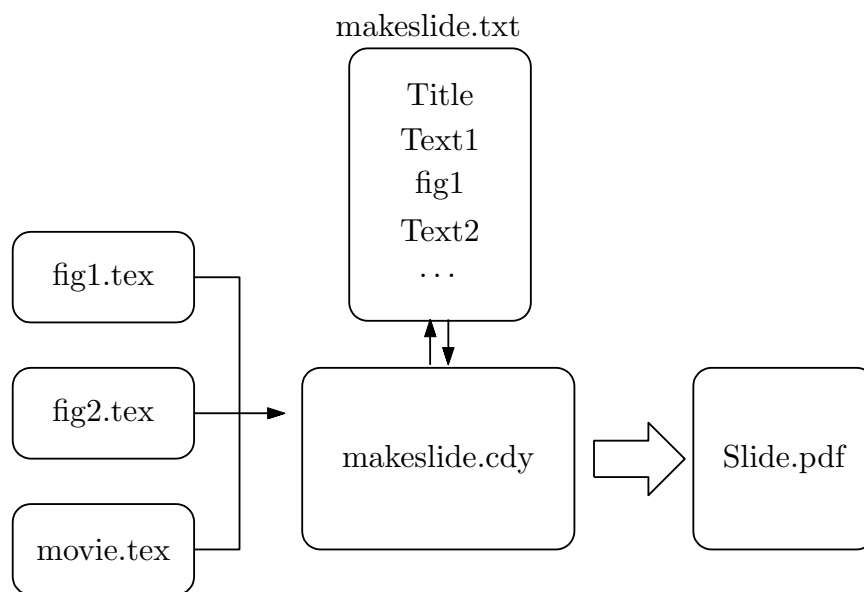 makeslide.txt
Title
Text1
fig1
Text2
...
fig1.tex
fig2.tex
movie.tex
makeslide.cdy
Slide.pdf